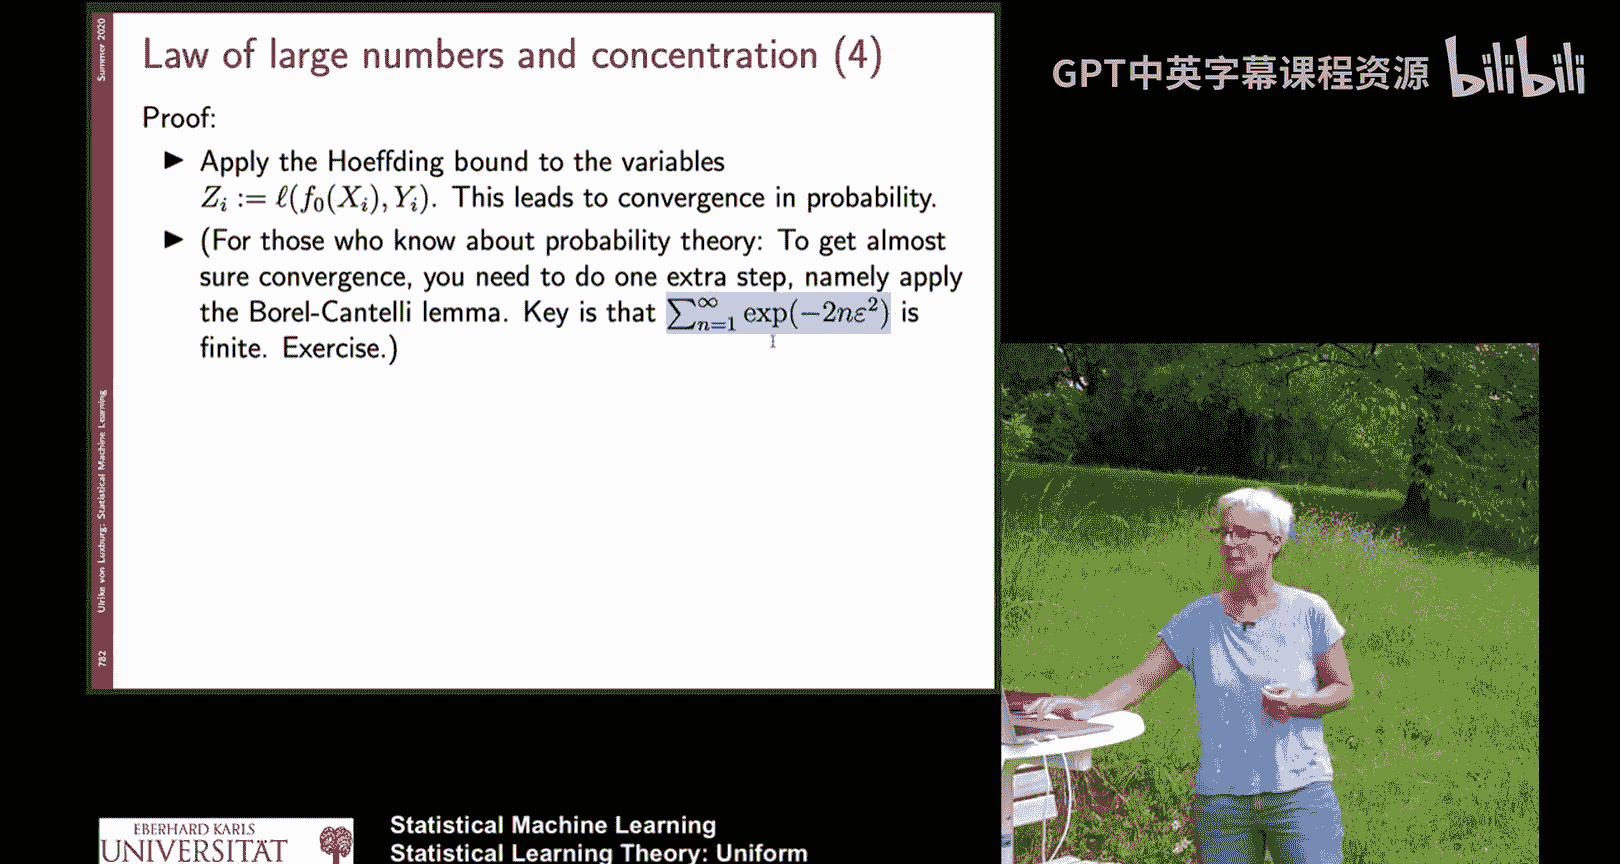 Law of large numbers and concentration (4)
Proof:
▶ Apply the Hoeffding bound to the variables
Z_i := ℓ(f_0(X_i), Y_i). This leads to convergence in probability.
▶ (For those who know about probability theory: To get almost
sure convergence, you need to do one extra step, namely apply
the Borel-Cantelli lemma. Key is that ∑_{n=1}^∞ exp(−2nε²) is
finite. Exercise.)
Summer 2020
Ulrike von Luxburg: Statistical Machine Learning
782
GPT中英字幕课程资源
bilibili
EBERHARD KARLS
UNIVERSITÄT
Statistical Machine Learning
Statistical Learning Theory: Uniform